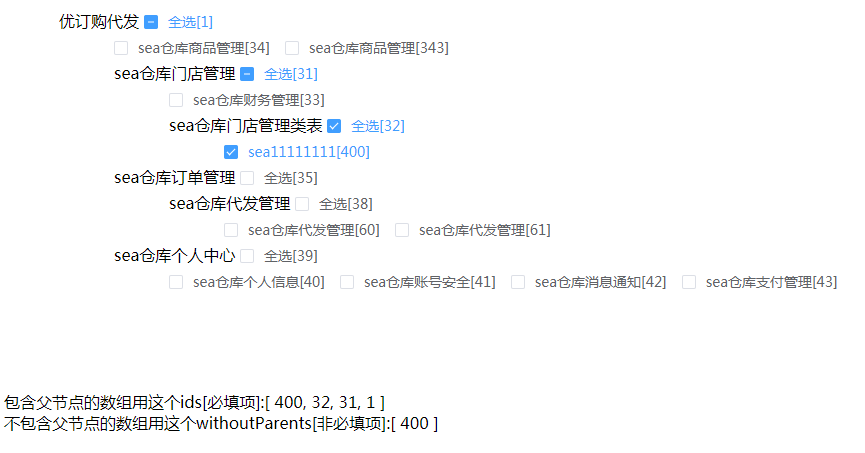 优订购代发 全选[1]
sea仓库商品管理[34] sea仓库商品管理[343]
sea仓库门店管理 全选[31]
sea仓库财务管理[33]
sea仓库门店管理类表 全选[32]
sea11111111[400]
sea仓库订单管理 全选[35]
sea仓库代发管理 全选[38]
sea仓库代发管理[60] sea仓库代发管理[61]
sea仓库个人中心 全选[39]
sea仓库个人信息[40] sea仓库账号安全[41] sea仓库消息通知[42] sea仓库支付管理[43]
包含父节点的数组用这个ids[必填项]:[ 400, 32, 31, 1 ]
不包含父节点的数组用这个withoutParents[非必填项]:[ 400 ]